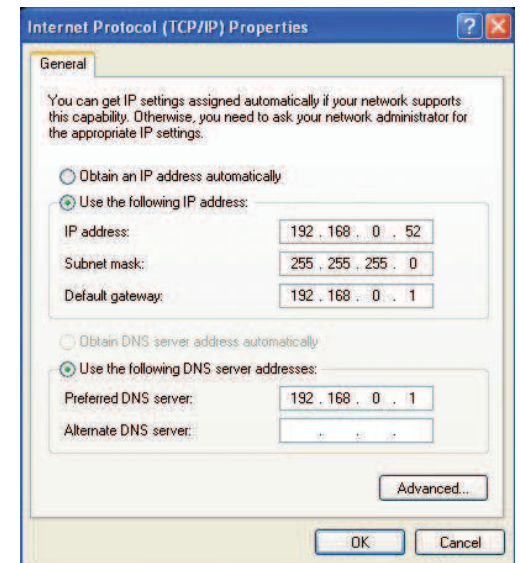 Internet Protocol (TCP/IP) Properties
General
You can get IP settings assigned automatically if your network supports
this capability. Otherwise, you need to ask your network administrator for
the appropriate IP settings.
Obtain an IP address automatically
Use the following IP address:
IP address: 192 . 168 . 0 . 52
Subnet mask: 255 . 255 . 255 . 0
Default gateway: 192 . 168 . 0 . 1
Obtain DNS server address automatically
Use the following DNS server addresses:
Preferred DNS server: 192 . 168 . 0 . 1
Alternate DNS server: . . .
Advanced...
OK Cancel